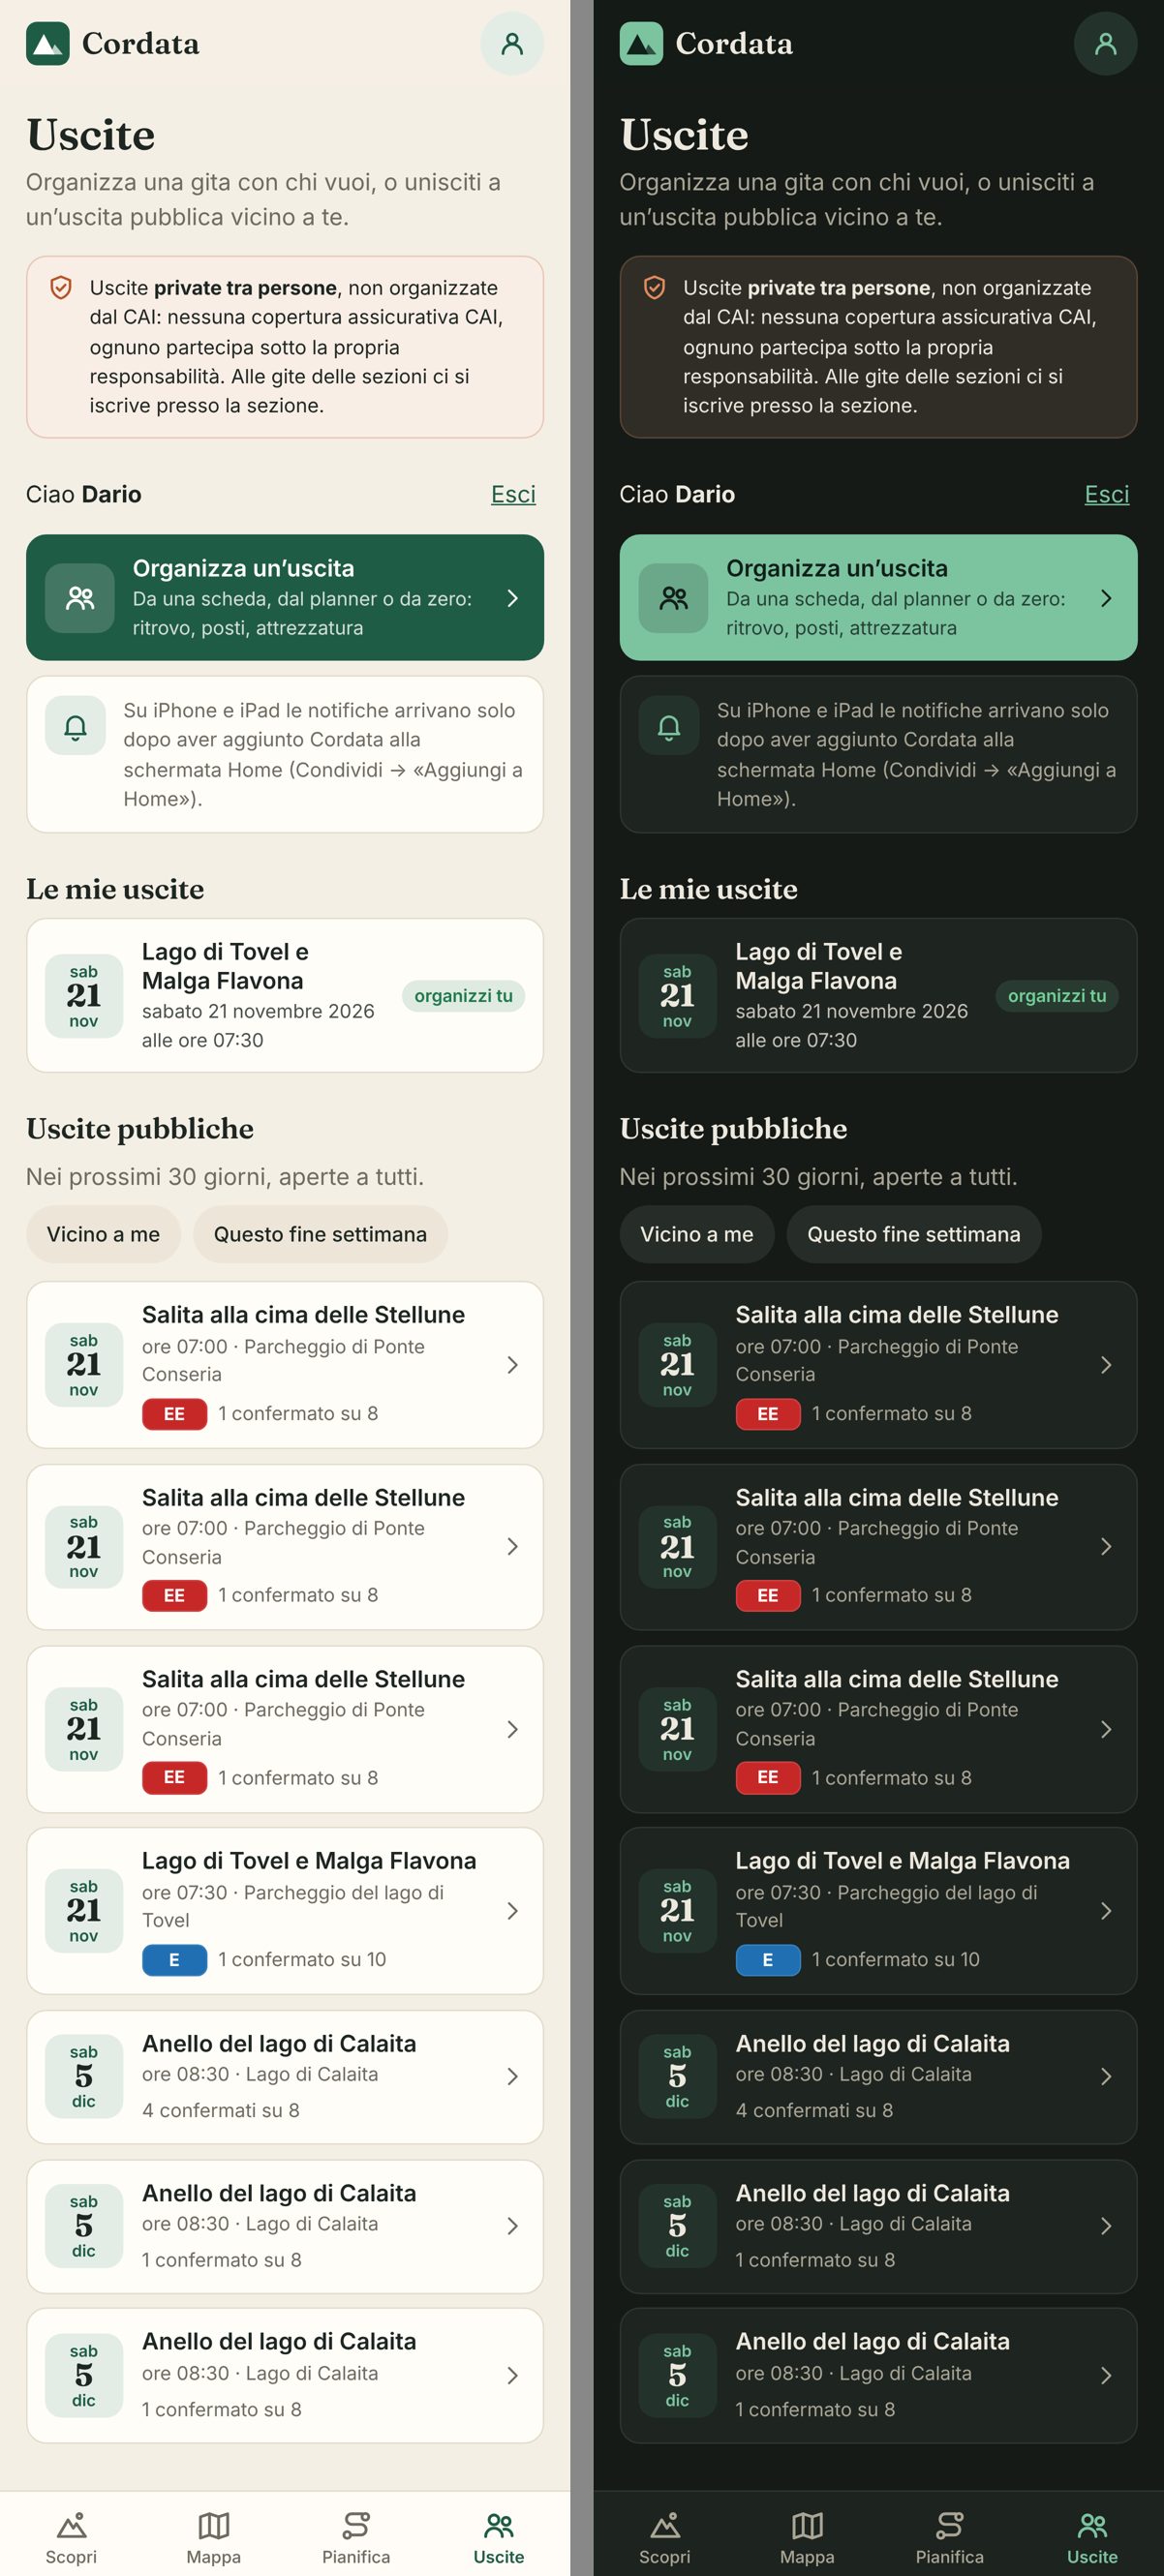 Cordata
Uscite
Organizza una gita con chi vuoi, o unisciti a
un’uscita pubblica vicino a te.
Uscite private tra persone, non organizzate
dal CAI: nessuna copertura assicurativa CAI,
ognuno partecipa sotto la propria
responsabilità. Alle gite delle sezioni ci si
iscrive presso la sezione.
Ciao Dario
Esci
Organizza un’uscita
Da una scheda, dal planner o da zero:
ritrovo, posti, attrezzatura
Su iPhone e iPad le notifiche arrivano solo
dopo aver aggiunto Cordata alla
schermata Home (Condividi → «Aggiungi a
Home»).
Le mie uscite
sab
21
nov
Lago di Tovel e
Malga Flavona
sabato 21 novembre 2026
alle ore 07:30
organizzi tu
Uscite pubbliche
Nei prossimi 30 giorni, aperte a tutti.
Vicino a me
Questo fine settimana
sab
21
nov
Salita alla cima delle Stellune
ore 07:00 · Parcheggio di Ponte
Conseria
EE 1 confermato su 8
sab
21
nov
Salita alla cima delle Stellune
ore 07:00 · Parcheggio di Ponte
Conseria
EE 1 confermato su 8
sab
21
nov
Salita alla cima delle Stellune
ore 07:00 · Parcheggio di Ponte
Conseria
EE 1 confermato su 8
sab
21
nov
Lago di Tovel e Malga Flavona
ore 07:30 · Parcheggio del lago di
Tovel
E 1 confermato su 10
sab
5
dic
Anello del lago di Calaita
ore 08:30 · Lago di Calaita
4 confermati su 8
sab
5
dic
Anello del lago di Calaita
ore 08:30 · Lago di Calaita
1 confermato su 8
sab
5
dic
Anello del lago di Calaita
ore 08:30 · Lago di Calaita
1 confermato su 8
Scopri
Mappa
Pianifica
Uscite
Cordata
Uscite
Organizza una gita con chi vuoi, o unisciti a
un’uscita pubblica vicino a te.
Uscite private tra persone, non organizzate
dal CAI: nessuna copertura assicurativa CAI,
ognuno partecipa sotto la propria
responsabilità. Alle gite delle sezioni ci si
iscrive presso la sezione.
Ciao Dario
Esci
Organizza un’uscita
Da una scheda, dal planner o da zero:
ritrovo, posti, attrezzatura
Su iPhone e iPad le notifiche arrivano solo
dopo aver aggiunto Cordata alla
schermata Home (Condividi → «Aggiungi a
Home»).
Le mie uscite
sab
21
nov
Lago di Tovel e
Malga Flavona
sabato 21 novembre 2026
alle ore 07:30
organizzi tu
Uscite pubbliche
Nei prossimi 30 giorni, aperte a tutti.
Vicino a me
Questo fine settimana
sab
21
nov
Salita alla cima delle Stellune
ore 07:00 · Parcheggio di Ponte
Conseria
EE 1 confermato su 8
sab
21
nov
Salita alla cima delle Stellune
ore 07:00 · Parcheggio di Ponte
Conseria
EE 1 confermato su 8
sab
21
nov
Salita alla cima delle Stellune
ore 07:00 · Parcheggio di Ponte
Conseria
EE 1 confermato su 8
sab
21
nov
Lago di Tovel e Malga Flavona
ore 07:30 · Parcheggio del lago di
Tovel
E 1 confermato su 10
sab
5
dic
Anello del lago di Calaita
ore 08:30 · Lago di Calaita
4 confermati su 8
sab
5
dic
Anello del lago di Calaita
ore 08:30 · Lago di Calaita
1 confermato su 8
sab
5
dic
Anello del lago di Calaita
ore 08:30 · Lago di Calaita
1 confermato su 8
Scopri
Mappa
Pianifica
Uscite